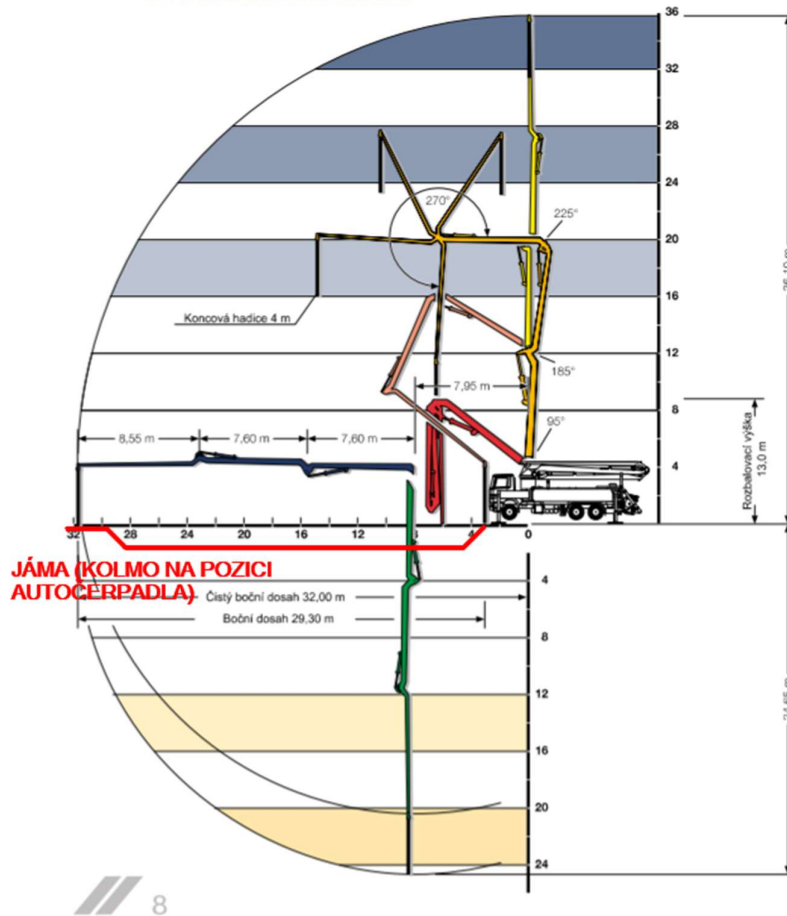 36
32
28
24
270°
225°
20
16
Koncová hadice 4 m
12
185°
7,95 m
8
95°
8,55 m
7,60 m
7,60 m
4
Rozbalovací výška
13,0 m
32
28
24
20
16
12
8
4
0
0
JÁMA (KOLMO NA POZICI
AUTOČERPADLA)
4
Čistý boční dosah 32,00 m
Boční dosah 29,30 m
8
12
16
20
24
8